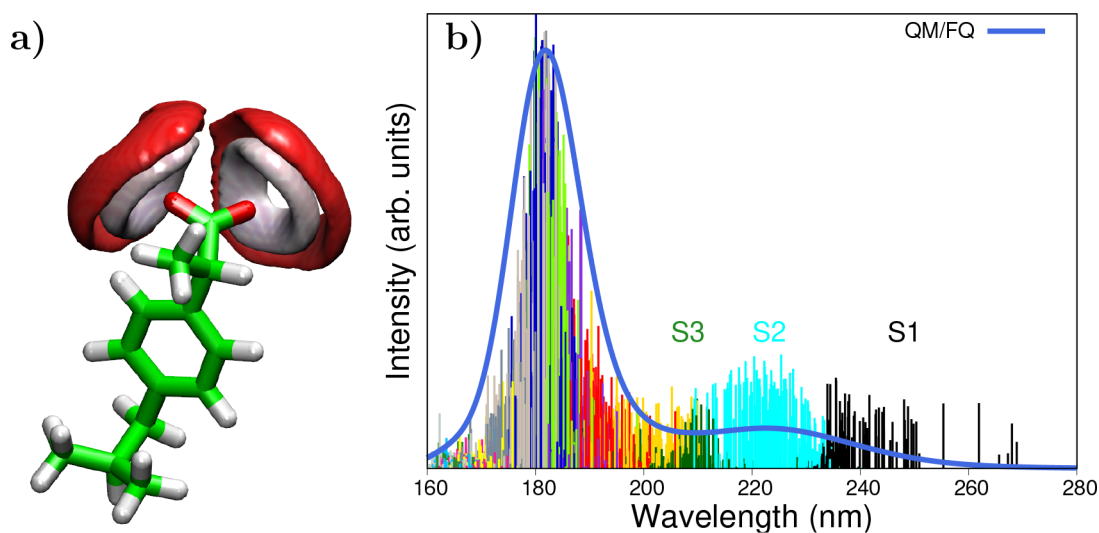 a)
b)
QM/FQ
Intensity (arb. units)
S3
S2
S1
160
180
200
220
240
260
280
Wavelength (nm)